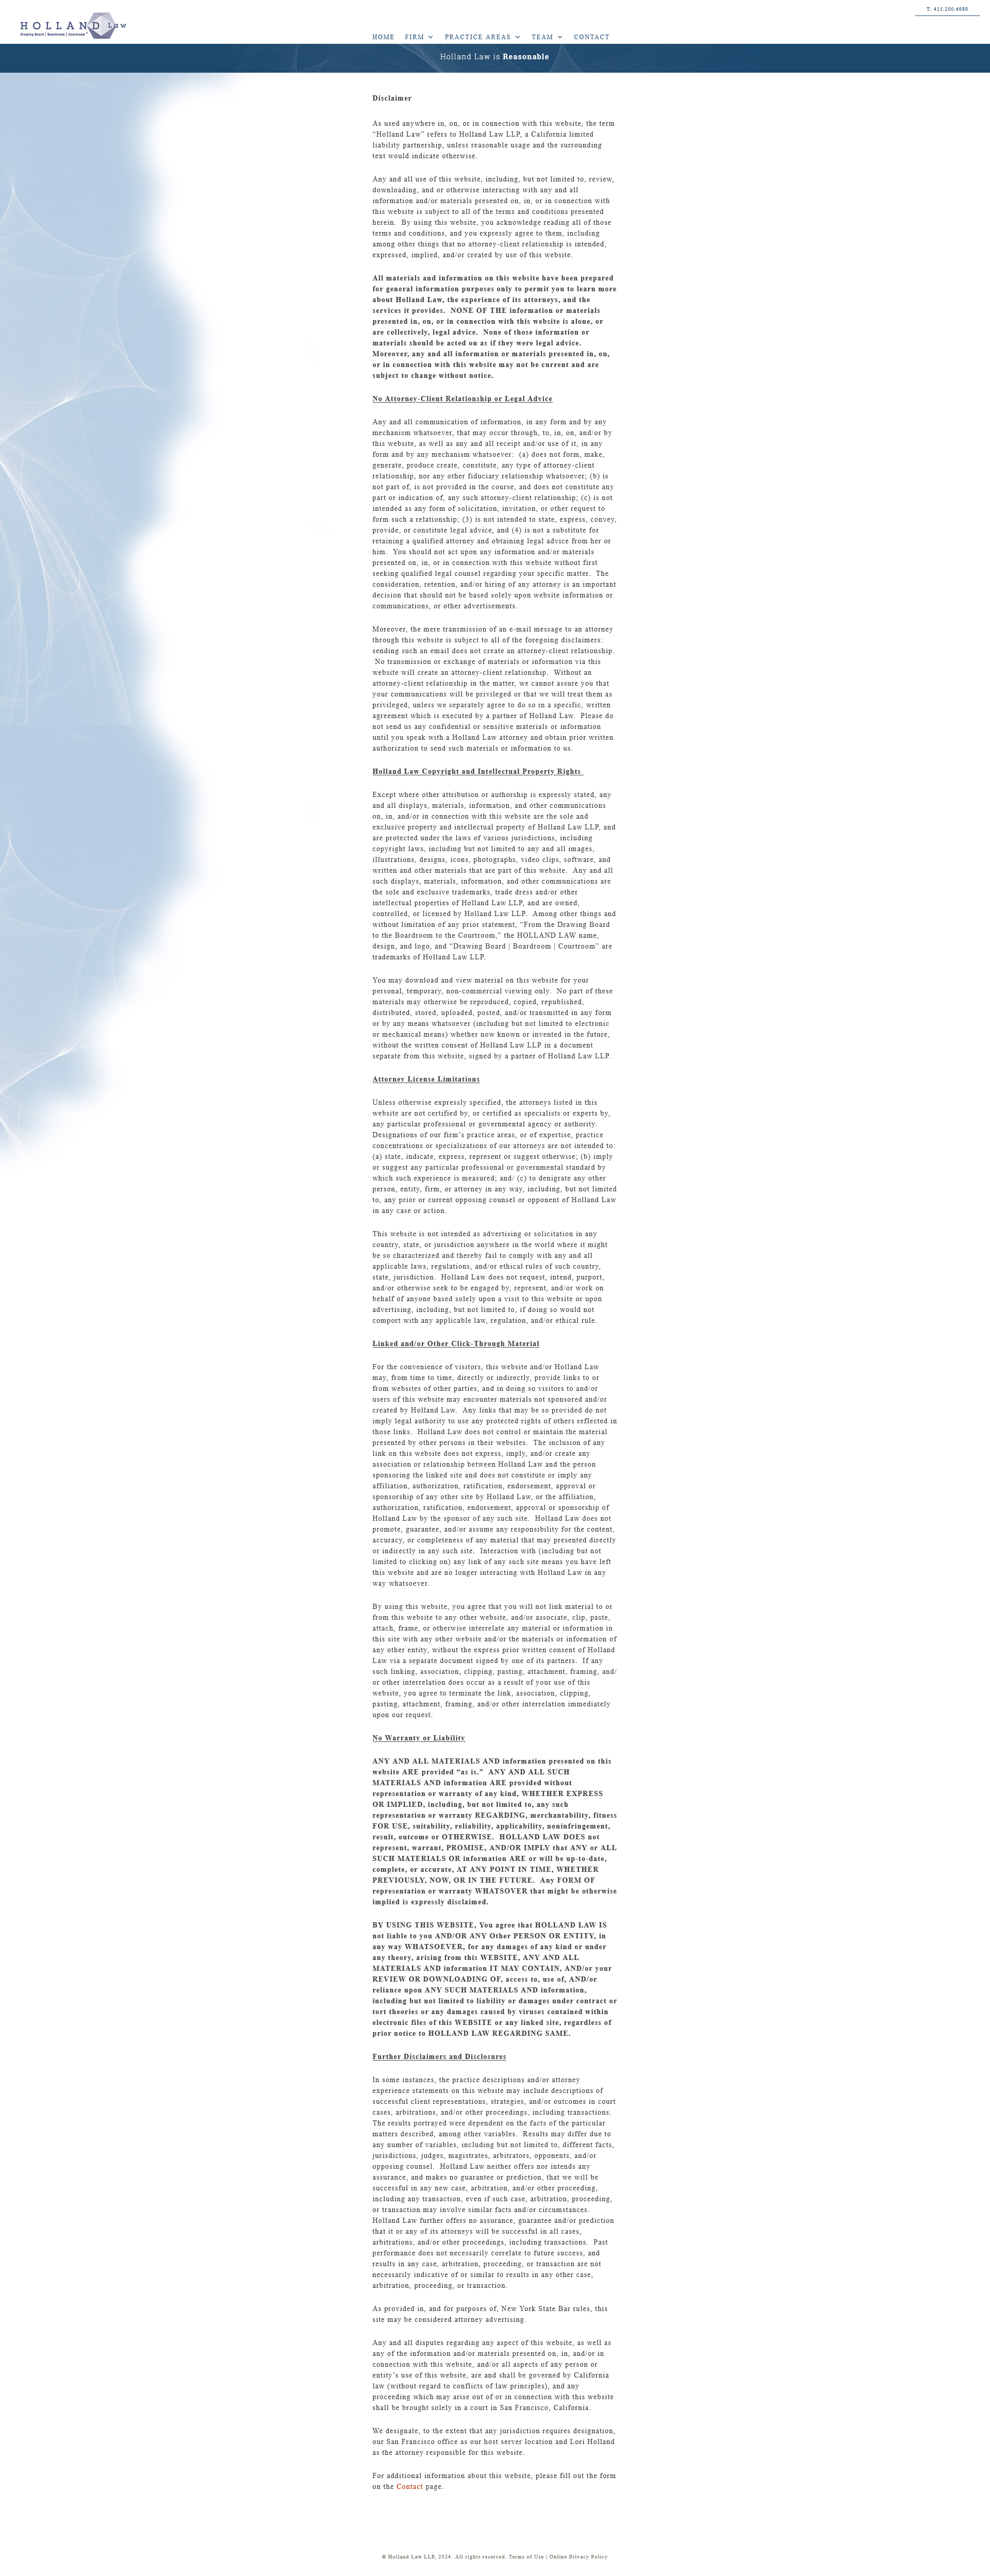 T: 415.200.4980
HOLLAND Law
Drawing Board | Boardroom | Courtroom
HOME FIRM PRACTICE AREAS TEAM CONTACT
Holland Law is Reasonable
Disclaimer
As used anywhere in, on, or in connection with this website, the term
“Holland Law” refers to Holland Law LLP, a California limited
liability partnership, unless reasonable usage and the surrounding
text would indicate otherwise.
Any and all use of this website, including, but not limited to, review,
downloading, and or otherwise interacting with any and all
information and/or materials presented on, in, or in connection with
this website is subject to all of the terms and conditions presented
herein.  By using this website, you acknowledge reading all of those
terms and conditions, and you expressly agree to them, including
among other things that no attorney-client relationship is intended,
expressed, implied, and/or created by use of this website.
All materials and information on this website have been prepared
for general information purposes only to permit you to learn more
about Holland Law, the experience of its attorneys, and the
services it provides.  NONE OF THE information or materials
presented in, on, or in connection with this website is alone, or
are collectively, legal advice.  None of those information or
materials should be acted on as if they were legal advice.
Moreover, any and all information or materials presented in, on,
or in connection with this website may not be current and are
subject to change without notice.
No Attorney-Client Relationship or Legal Advice
Any and all communication of information, in any form and by any
mechanism whatsoever, that may occur through, to, in, on, and/or by
this website, as well as any and all receipt and/or use of it, in any
form and by any mechanism whatsoever:  (a) does not form, make,
generate, produce create, constitute, any type of attorney-client
relationship, nor any other fiduciary relationship whatsoever; (b) is
not part of, is not provided in the course, and does not constitute any
part or indication of, any such attorney-client relationship; (c) is not
intended as any form of solicitation, invitation, or other request to
form such a relationship; (3) is not intended to state, express, convey,
provide, or constitute legal advice, and (4) is not a substitute for
retaining a qualified attorney and obtaining legal advice from her or
him.  You should not act upon any information and/or materials
presented on, in, or in connection with this website without first
seeking qualified legal counsel regarding your specific matter.  The
consideration, retention, and/or hiring of any attorney is an important
decision that should not be based solely upon website information or
communications, or other advertisements.
Moreover, the mere transmission of an e-mail message to an attorney
through this website is subject to all of the foregoing disclaimers:
sending such an email does not create an attorney-client relationship.
No transmission or exchange of materials or information via this
website will create an attorney-client relationship.  Without an
attorney-client relationship in the matter, we cannot assure you that
your communications will be privileged or that we will treat them as
privileged, unless we separately agree to do so in a specific, written
agreement which is executed by a partner of Holland Law.  Please do
not send us any confidential or sensitive materials or information
until you speak with a Holland Law attorney and obtain prior written
authorization to send such materials or information to us.
Holland Law Copyright and Intellectual Property Rights
Except where other attribution or authorship is expressly stated, any
and all displays, materials, information, and other communications
on, in, and/or in connection with this website are the sole and
exclusive property and intellectual property of Holland Law LLP, and
are protected under the laws of various jurisdictions, including
copyright laws, including but not limited to any and all images,
illustrations, designs, icons, photographs, video clips, software, and
written and other materials that are part of this website.  Any and all
such displays, materials, information, and other communications are
the sole and exclusive trademarks, trade dress and/or other
intellectual properties of Holland Law LLP, and are owned,
controlled, or licensed by Holland Law LLP.  Among other things and
without limitation of any prior statement, “From the Drawing Board
to the Boardroom to the Courtroom,” the HOLLAND LAW name,
design, and logo, and “Drawing Board | Boardroom | Courtroom” are
trademarks of Holland Law LLP.
You may download and view material on this website for your
personal, temporary, non-commercial viewing only.  No part of these
materials may otherwise be reproduced, copied, republished,
distributed, stored, uploaded, posted, and/or transmitted in any form
or by any means whatsoever (including but not limited to electronic
or mechanical means) whether now known or invented in the future,
without the written consent of Holland Law LLP in a document
separate from this website, signed by a partner of Holland Law LLP.
Attorney License Limitations
Unless otherwise expressly specified, the attorneys listed in this
website are not certified by, or certified as specialists or experts by,
any particular professional or governmental agency or authority.
Designations of our firm’s practice areas, or of expertise, practice
concentrations or specializations of our attorneys are not intended to:
(a) state, indicate, express, represent or suggest otherwise; (b) imply
or suggest any particular professional or governmental standard by
which such experience is measured; and/ (c) to denigrate any other
person, entity, firm, or attorney in any way, including, but not limited
to, any prior or current opposing counsel or opponent of Holland Law
in any case or action.
This website is not intended as advertising or solicitation in any
country, state, or jurisdiction anywhere in the world where it might
be so characterized and thereby fail to comply with any and all
applicable laws, regulations, and/or ethical rules of such country,
state, jurisdiction.  Holland Law does not request, intend, purport,
and/or otherwise seek to be engaged by, represent, and/or work on
behalf of anyone based solely upon a visit to this website or upon
advertising, including, but not limited to, if doing so would not
comport with any applicable law, regulation, and/or ethical rule.
Linked and/or Other Click-Through Material
For the convenience of visitors, this website and/or Holland Law
may, from time to time, directly or indirectly, provide links to or
from websites of other parties, and in doing so visitors to and/or
users of this website may encounter materials not sponsored and/or
created by Holland Law.  Any links that may be so provided do not
imply legal authority to use any protected rights of others reflected in
those links.  Holland Law does not control or maintain the material
presented by other persons in their websites.  The inclusion of any
link on this website does not express, imply, and/or create any
association or relationship between Holland Law and the person
sponsoring the linked site and does not constitute or imply any
affiliation, authorization, ratification, endorsement, approval or
sponsorship of any other site by Holland Law, or the affiliation,
authorization, ratification, endorsement, approval or sponsorship of
Holland Law by the sponsor of any such site.  Holland Law does not
promote, guarantee, and/or assume any responsibility for the content,
accuracy, or completeness of any material that may presented directly
or indirectly in any such site.  Interaction with (including but not
limited to clicking on) any link of any such site means you have left
this website and are no longer interacting with Holland Law in any
way whatsoever.
By using this website, you agree that you will not link material to or
from this website to any other website, and/or associate, clip, paste,
attach, frame, or otherwise interrelate any material or information in
this site with any other website and/or the materials or information of
any other entity, without the express prior written consent of Holland
Law via a separate document signed by one of its partners.  If any
such linking, association, clipping, pasting, attachment, framing, and/
or other interrelation does occur as a result of your use of this
website, you agree to terminate the link, association, clipping,
pasting, attachment, framing, and/or other interrelation immediately
upon our request.
No Warranty or Liability
ANY AND ALL MATERIALS AND information presented on this
website ARE provided “as is.”  ANY AND ALL SUCH
MATERIALS AND information ARE provided without
representation or warranty of any kind, WHETHER EXPRESS
OR IMPLIED, including, but not limited to, any such
representation or warranty REGARDING, merchantability, fitness
FOR USE, suitability, reliability, applicability, noninfringement,
result, outcome or OTHERWISE.  HOLLAND LAW DOES not
represent, warrant, PROMISE, AND/OR IMPLY that ANY or ALL
SUCH MATERIALS OR information ARE or will be up-to-date,
complete, or accurate, AT ANY POINT IN TIME, WHETHER
PREVIOUSLY, NOW, OR IN THE FUTURE.  Any FORM OF
representation or warranty WHATSOVER that might be otherwise
implied is expressly disclaimed.
BY USING THIS WEBSITE, You agree that HOLLAND LAW IS
not liable to you AND/OR ANY Other PERSON OR ENTITY, in
any way WHATSOEVER, for any damages of any kind or under
any theory, arising from this WEBSITE, ANY AND ALL
MATERIALS AND information IT MAY CONTAIN, AND/or your
REVIEW OR DOWNLOADING OF, access to, use of, AND/or
reliance upon ANY SUCH MATERIALS AND information,
including but not limited to liability or damages under contract or
tort theories or any damages caused by viruses contained within
electronic files of this WEBSITE or any linked site, regardless of
prior notice to HOLLAND LAW REGARDING SAME.
Further Disclaimers and Disclosures
In some instances, the practice descriptions and/or attorney
experience statements on this website may include descriptions of
successful client representations, strategies, and/or outcomes in court
cases, arbitrations, and/or other proceedings, including transactions.
The results portrayed were dependent on the facts of the particular
matters described, among other variables.  Results may differ due to
any number of variables, including but not limited to, different facts,
jurisdictions, judges, magistrates, arbitrators, opponents, and/or
opposing counsel.  Holland Law neither offers nor intends any
assurance, and makes no guarantee or prediction, that we will be
successful in any new case, arbitration, and/or other proceeding,
including any transaction, even if such case, arbitration, proceeding,
or transaction may involve similar facts and/or circumstances.
Holland Law further offers no assurance, guarantee and/or prediction
that it or any of its attorneys will be successful in all cases,
arbitrations, and/or other proceedings, including transactions.  Past
performance does not necessarily correlate to future success, and
results in any case, arbitration, proceeding, or transaction are not
necessarily indicative of or similar to results in any other case,
arbitration, proceeding, or transaction.
As provided in, and for purposes of, New York State Bar rules, this
site may be considered attorney advertising.
Any and all disputes regarding any aspect of this website, as well as
any of the information and/or materials presented on, in, and/or in
connection with this website, and/or all aspects of any person or
entity’s use of this website, are and shall be governed by California
law (without regard to conflicts of law principles), and any
proceeding which may arise out of or in connection with this website
shall be brought solely in a court in San Francisco, California.
We designate, to the extent that any jurisdiction requires designation,
our San Francisco office as our host server location and Lori Holland
as the attorney responsible for this website.
For additional information about this website, please fill out the form
on the Contact page.
© Holland Law LLP, 2024. All rights reserved. Terms of Use | Online Privacy Policy